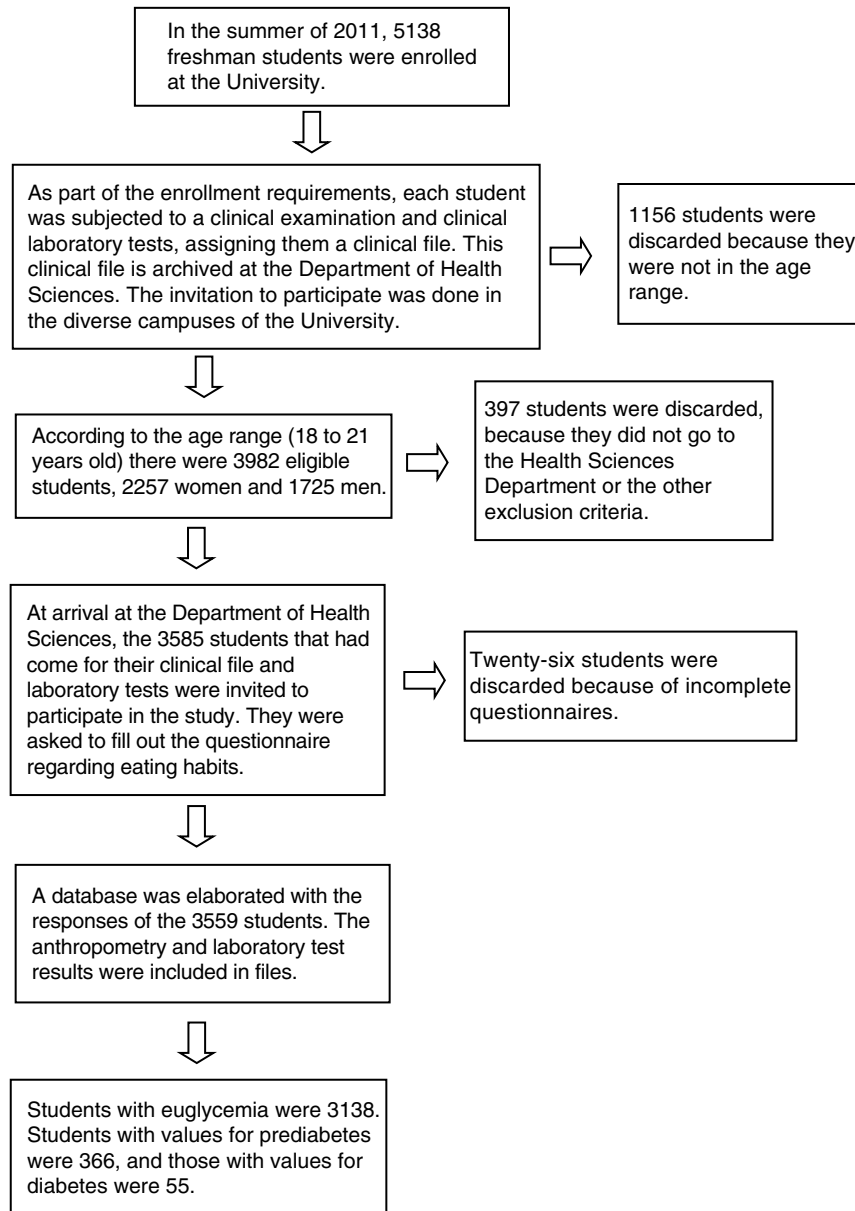 In the summer of 2011, 5138
freshman students were enrolled
at the University.
As part of the enrollment requirements, each student
was subjected to a clinical examination and clinical
laboratory tests, assigning them a clinical file. This
clinical file is archived at the Department of Health
Sciences. The invitation to participate was done in
the diverse campuses of the University.
1156 students were
discarded because they
were not in the age
range.
According to the age range (18 to 21
years old) there were 3982 eligible
students, 2257 women and 1725 men.
397 students were discarded,
because they did not go to
the Health Sciences
Department or the other
exclusion criteria.
At arrival at the Department of Health
Sciences, the 3585 students that had
come for their clinical file and
laboratory tests were invited to
participate in the study. They were
asked to fill out the questionnaire
regarding eating habits.
Twenty-six students were
discarded because of incomplete
questionnaires.
A database was elaborated with the
responses of the 3559 students. The
anthropometry and laboratory test
results were included in files.
Students with euglycemia were 3138.
Students with values for prediabetes
were 366, and those with values for
diabetes were 55.